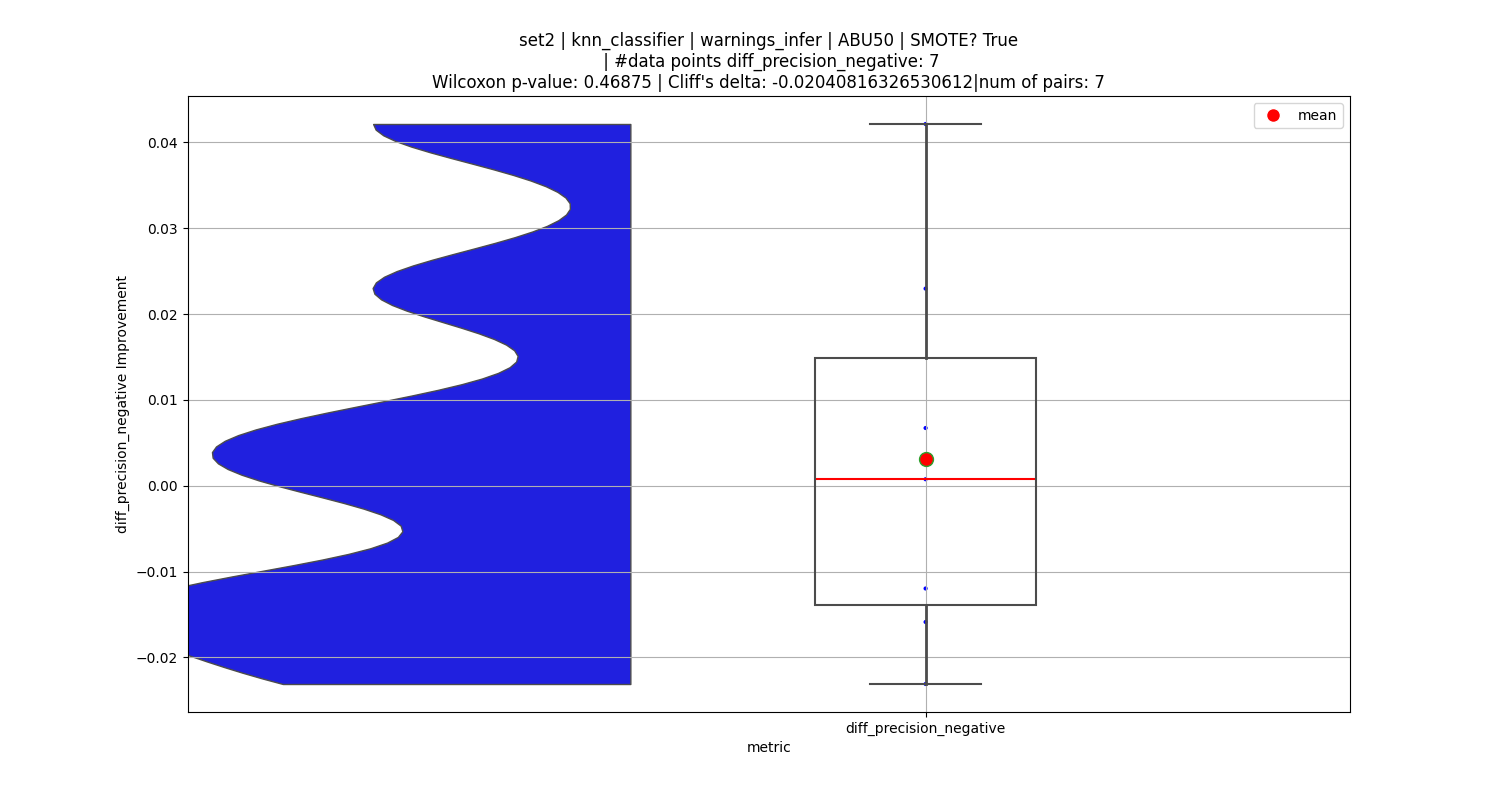 set2 | knn_classifier | warnings_infer | ABU50 | SMOTE? True
| #data points diff_precision_negative: 7
Wilcoxon p-value: 0.46875 | Cliff's delta: -0.02040816326530612|num of pairs: 7
mean
0.04
0.03
0.02
0.01
0.00
−0.01
−0.02
diff_precision_negative Improvement
diff_precision_negative
metric